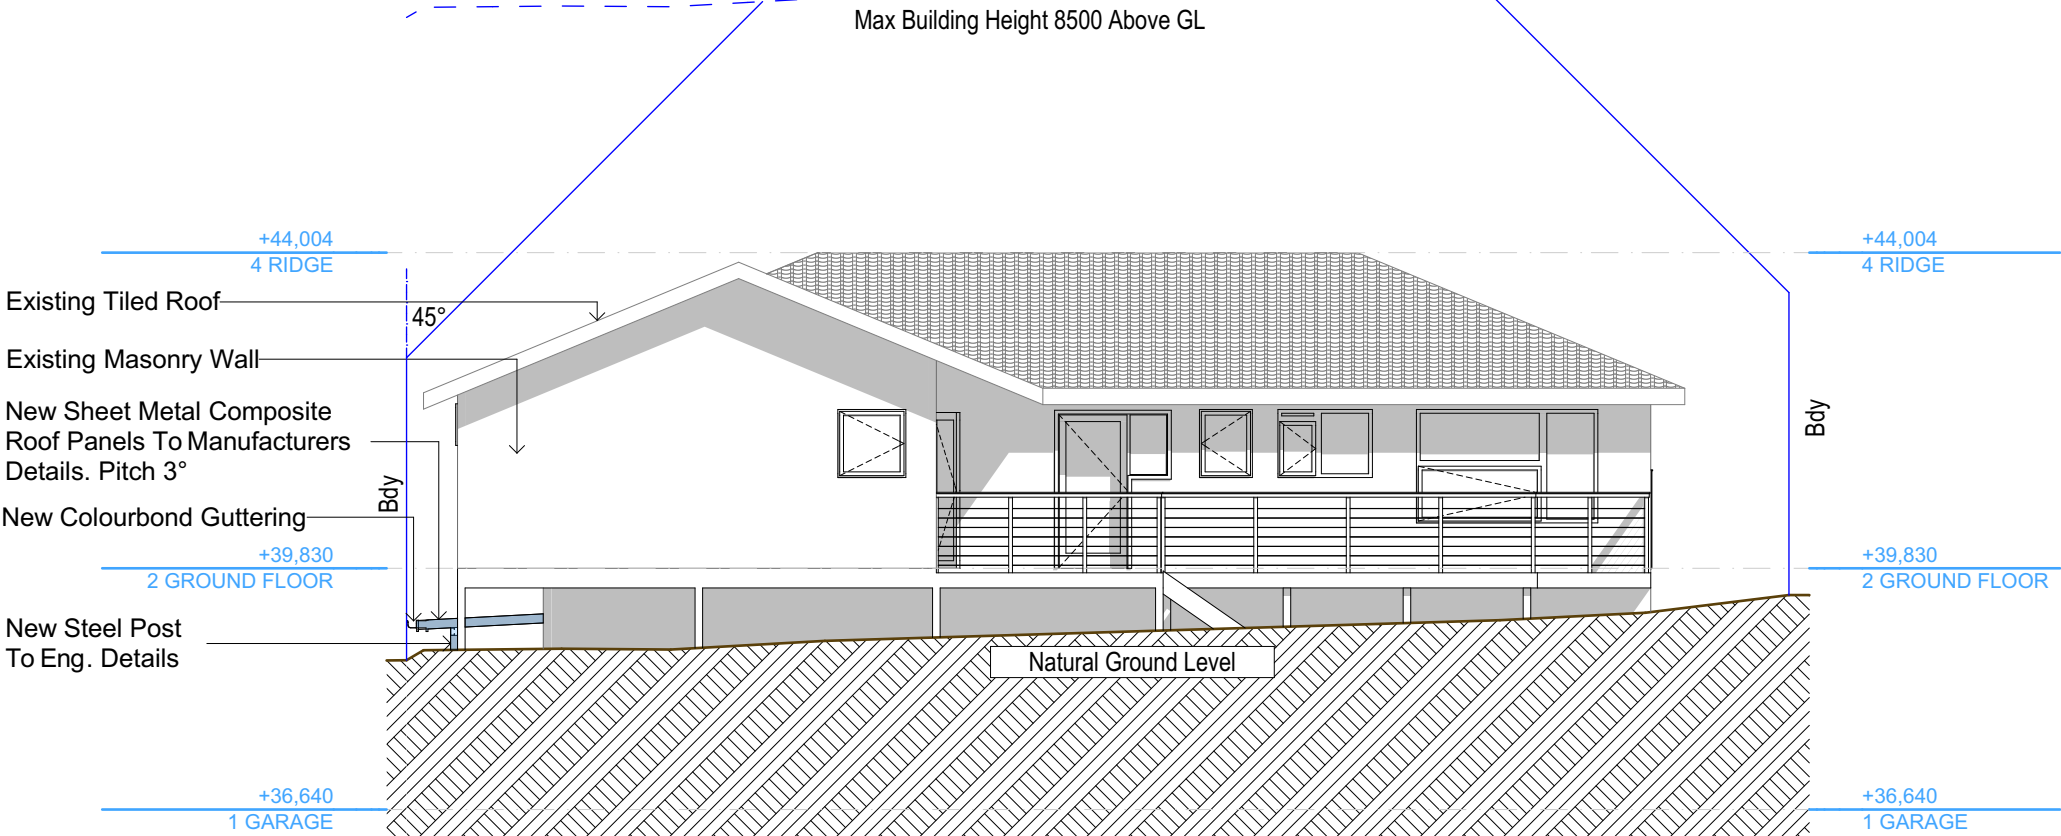 Max Building Height 8500 Above GL
+44,004
4 RIDGE
+44,004
4 RIDGE
Existing Tiled Roof
45°
Existing Masonry Wall
New Sheet Metal Composite
Roof Panels To Manufacturers
Details. Pitch 3°
Bdy
Bdy
New Colourbond Guttering
+39,830
2 GROUND FLOOR
+39,830
2 GROUND FLOOR
New Steel Post
To Eng. Details
Natural Ground Level
+36,640
1 GARAGE
+36,640
1 GARAGE